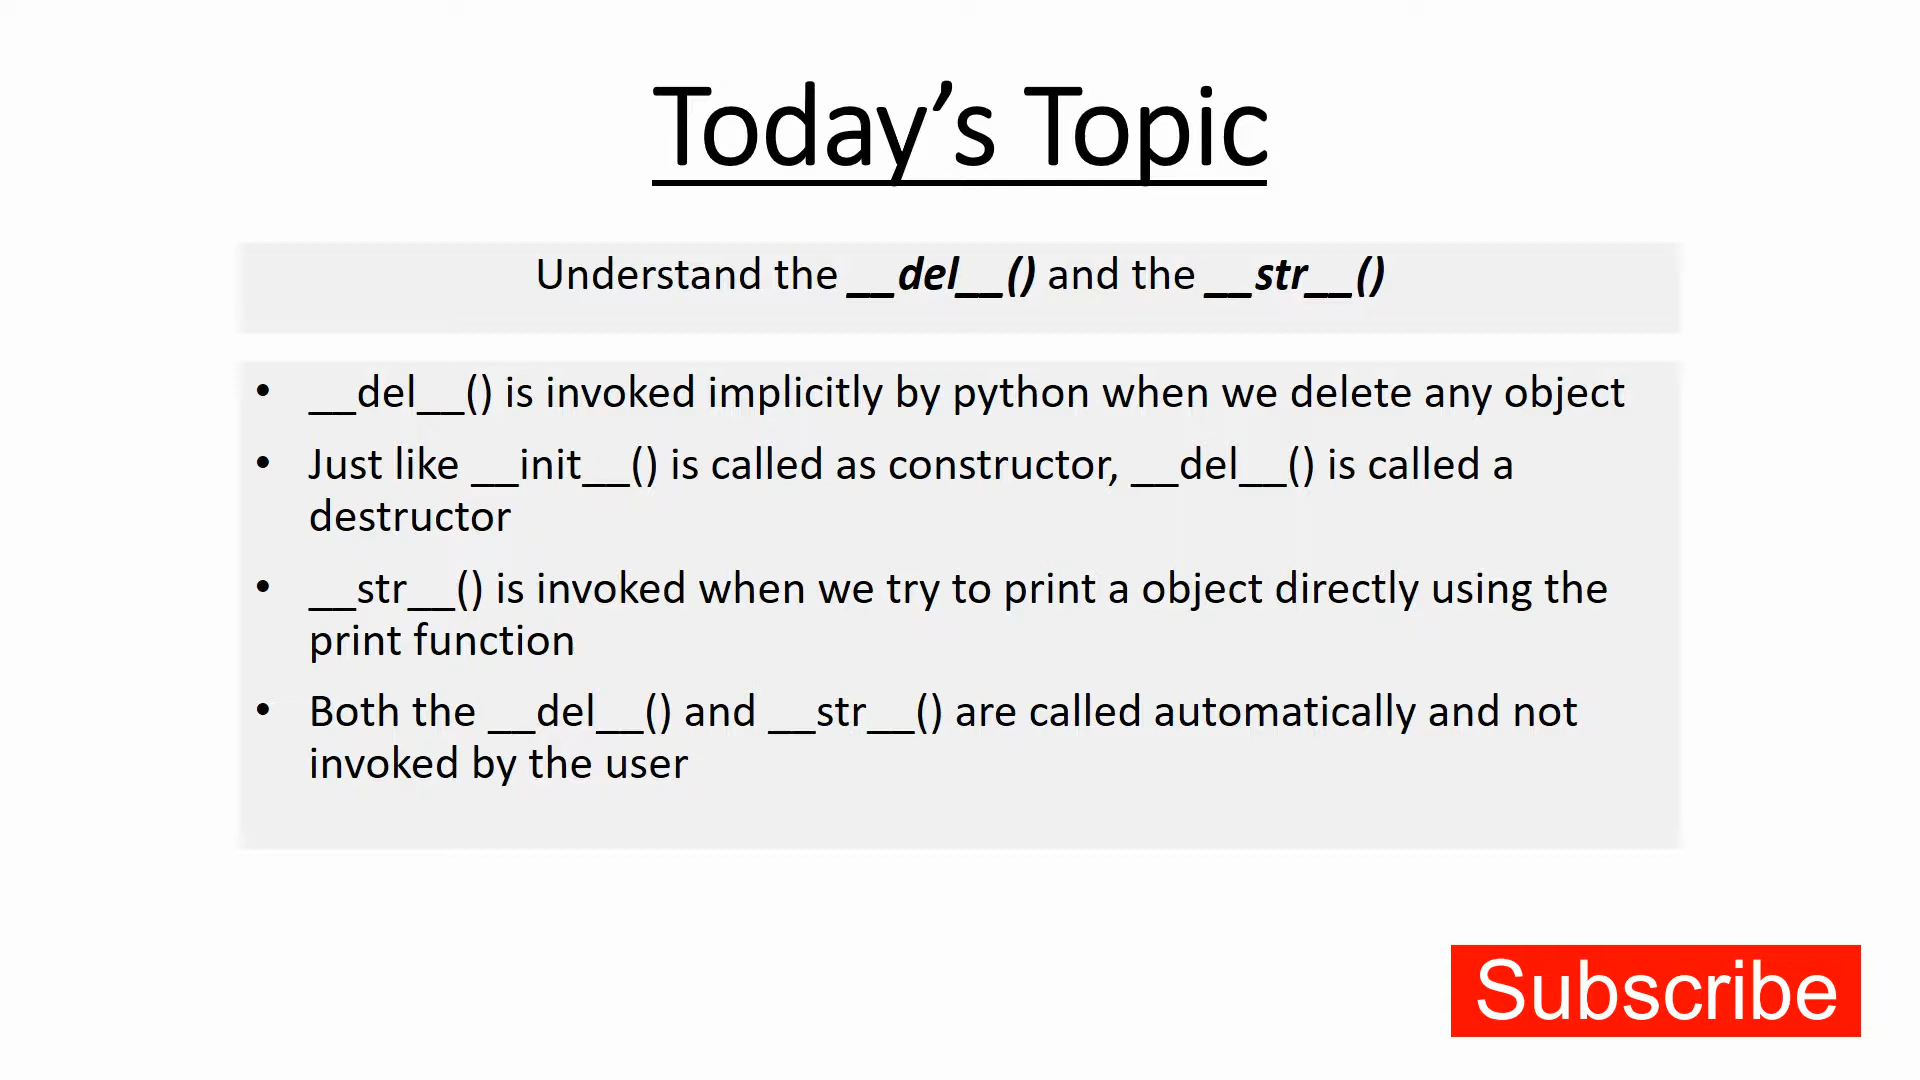 Today’s Topic
Understand the __del__() and the __str__()
• __del__() is invoked implicitly by python when we delete any object
• Just like __init__() is called as constructor, __del__() is called a
destructor
• __str__() is invoked when we try to print a object directly using the
print function
• Both the __del__() and __str__() are called automatically and not
invoked by the user
Subscribe